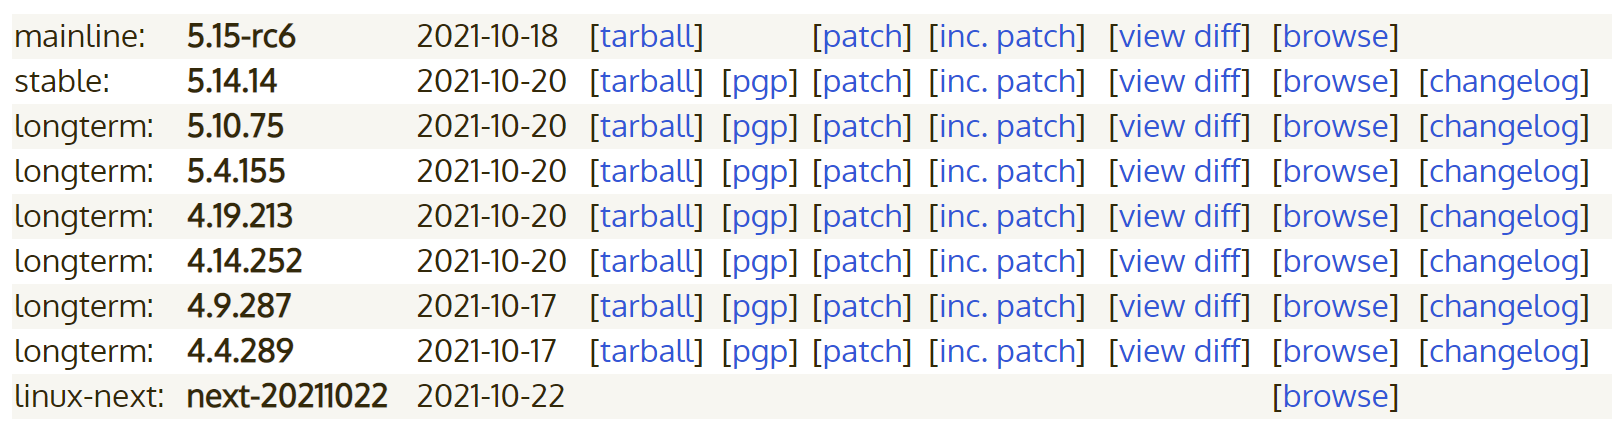 mainline: 5.15-rc6 2021-10-18 [tarball] [patch] [inc. patch] [view diff] [browse]
stable: 5.14.14 2021-10-20 [tarball] [pgp] [patch] [inc. patch] [view diff] [browse] [changelog]
longterm: 5.10.75 2021-10-20 [tarball] [pgp] [patch] [inc. patch] [view diff] [browse] [changelog]
longterm: 5.4.155 2021-10-20 [tarball] [pgp] [patch] [inc. patch] [view diff] [browse] [changelog]
longterm: 4.19.213 2021-10-20 [tarball] [pgp] [patch] [inc. patch] [view diff] [browse] [changelog]
longterm: 4.14.252 2021-10-20 [tarball] [pgp] [patch] [inc. patch] [view diff] [browse] [changelog]
longterm: 4.9.287 2021-10-17 [tarball] [pgp] [patch] [inc. patch] [view diff] [browse] [changelog]
longterm: 4.4.289 2021-10-17 [tarball] [pgp] [patch] [inc. patch] [view diff] [browse] [changelog]
linux-next: next-20211022 2021-10-22 [browse]